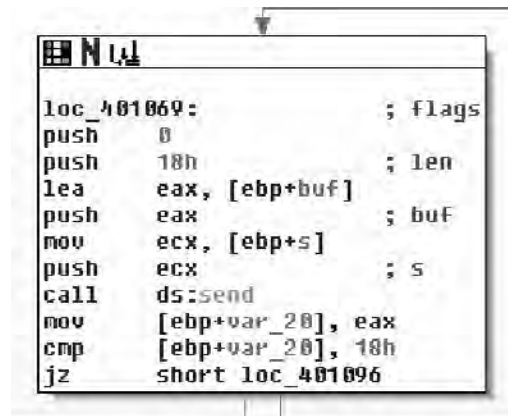 loc_401069: ; flags
push 0
push 18h ; len
lea eax, [ebp+buf]
push eax ; buf
mov ecx, [ebp+s]
push ecx ; s
call ds:send
mov [ebp+var_20], eax
cmp [ebp+var_20], 18h
jz short loc_401096